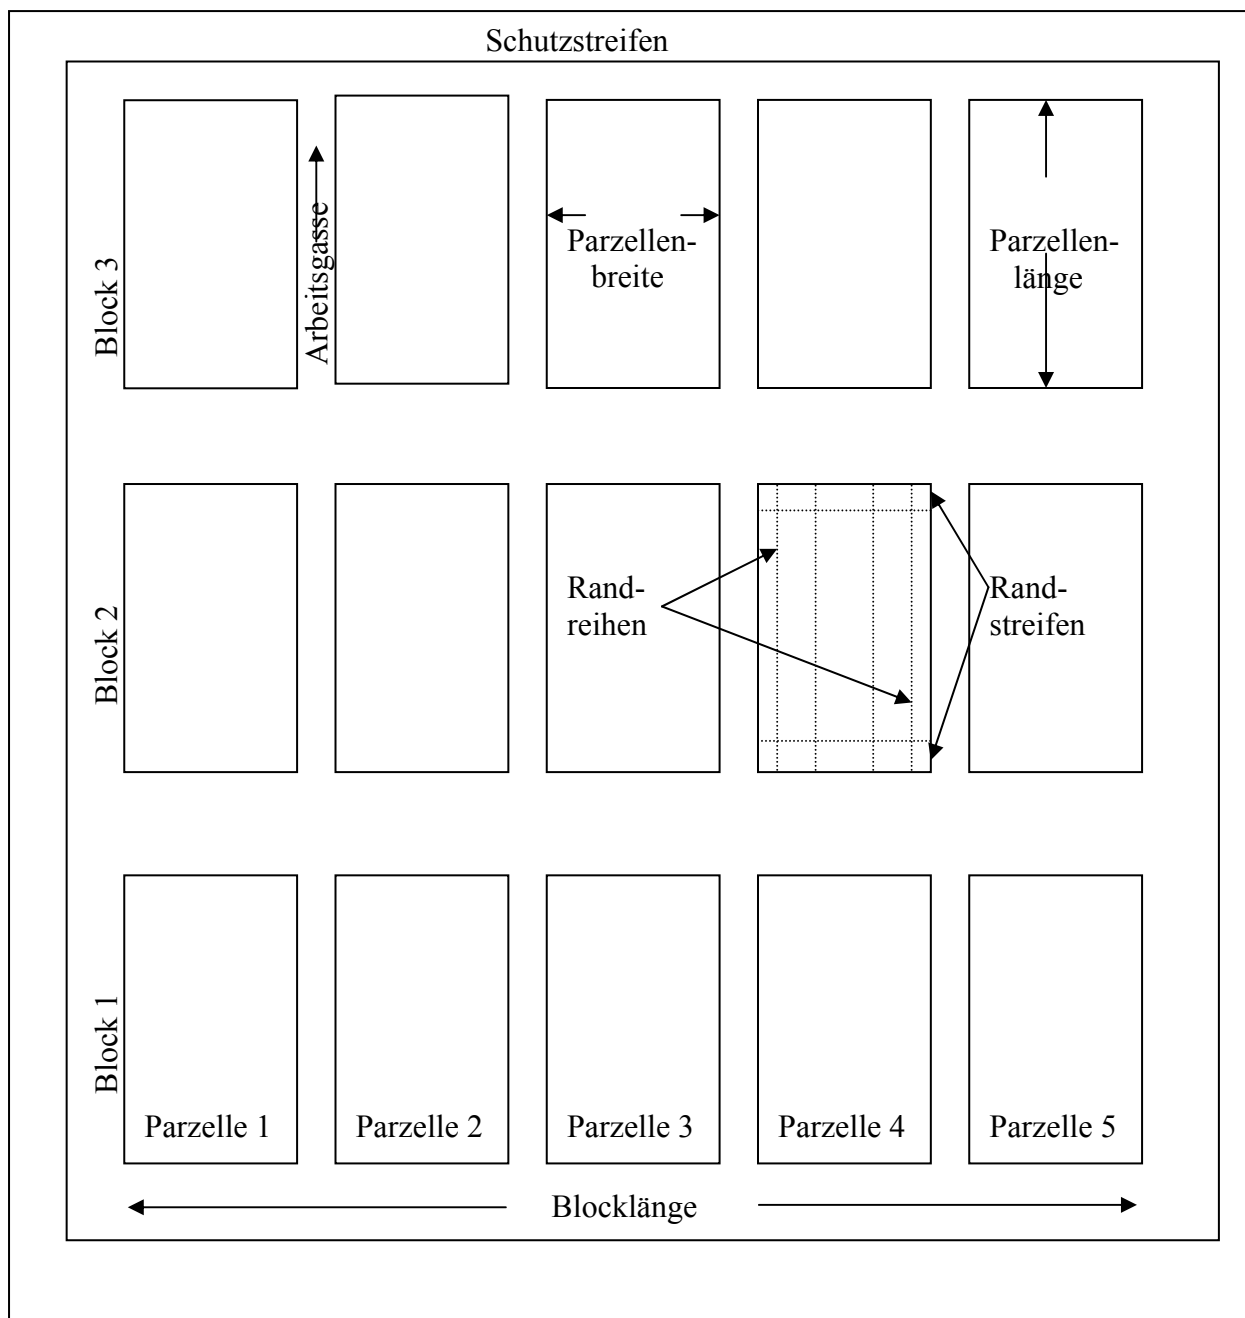 Schutzstreifen
Block 3
Arbeitsgasse
Parzellen-
breite
Parzellen-
länge
Block 2
Rand-
reihen
Rand-
streifen
Block 1
Parzelle 1
Parzelle 2
Parzelle 3
Parzelle 4
Parzelle 5
Blocklänge